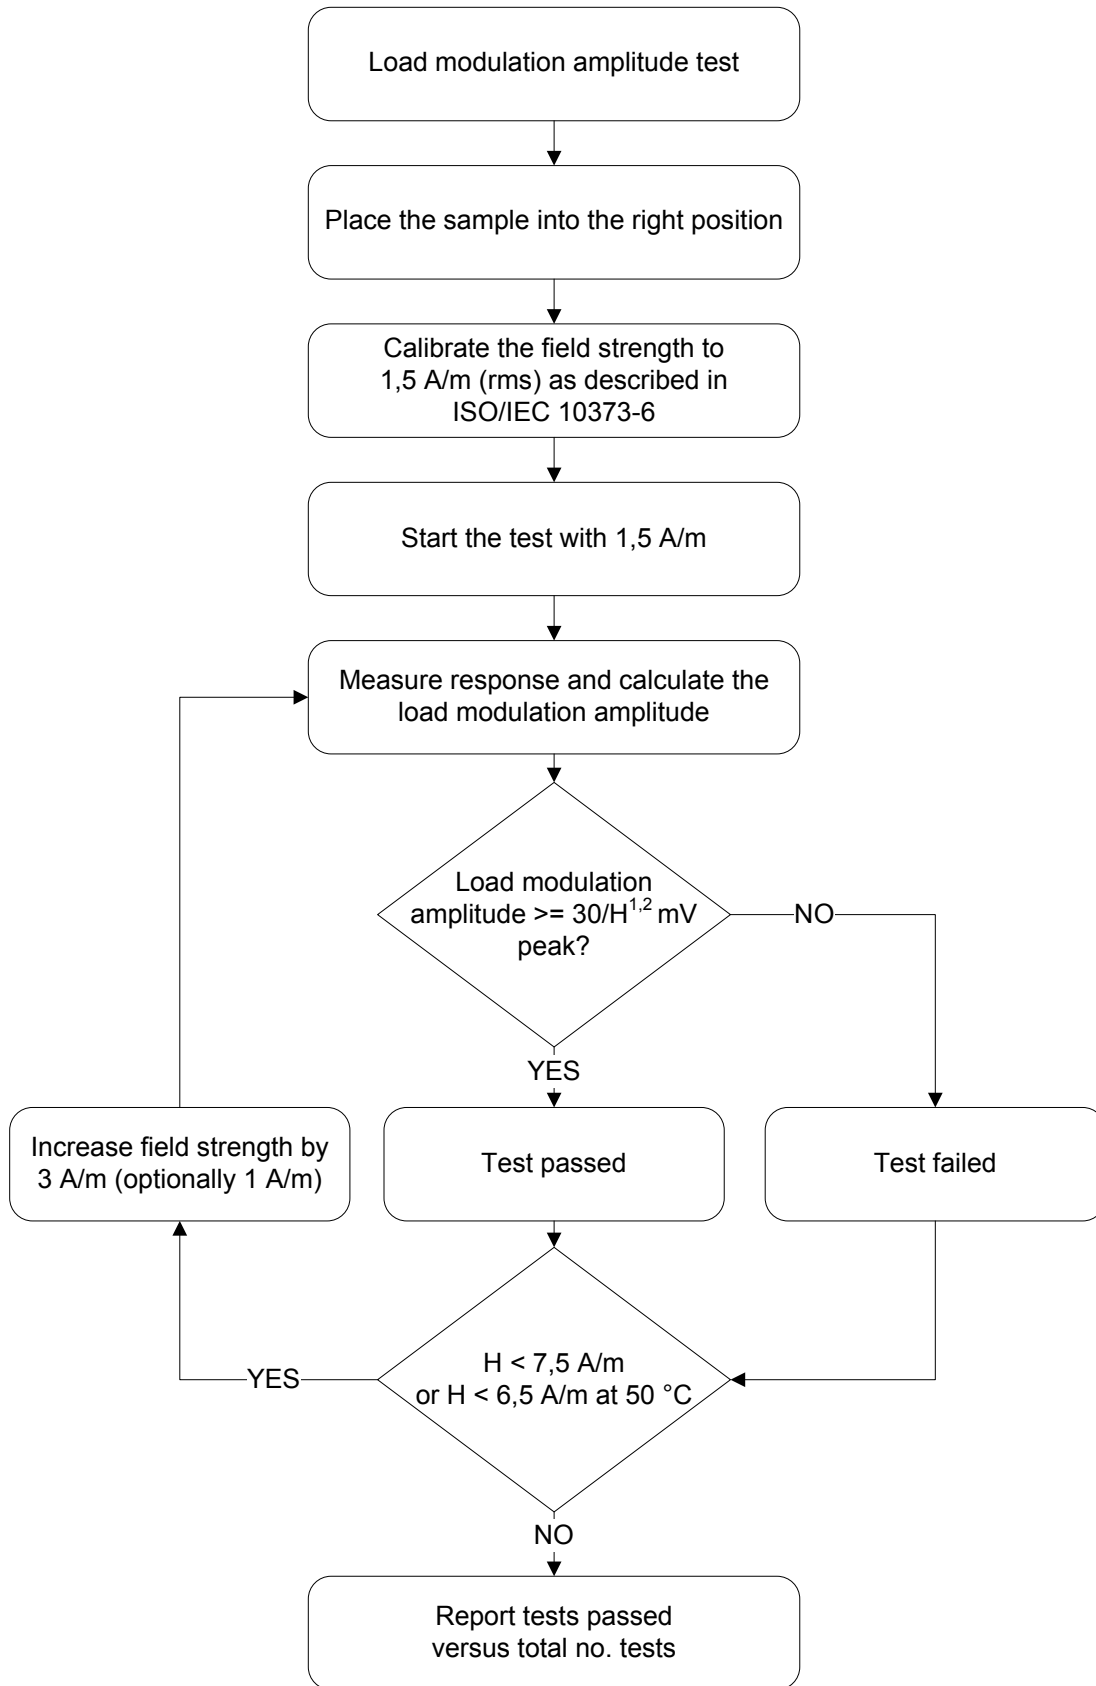 Load modulation amplitude test
Place the sample into the right position
Calibrate the field strength to
1,5 A/m (rms) as described in
ISO/IEC 10373-6
Start the test with 1,5 A/m
Measure response and calculate the
load modulation amplitude
Load modulation
amplitude >= 30/H^1,2 mV
peak?
NO
YES
Increase field strength by
3 A/m (optionally 1 A/m)
Test passed
Test failed
H < 7,5 A/m
or H < 6,5 A/m at 50 °C
YES
NO
Report tests passed
versus total no. tests